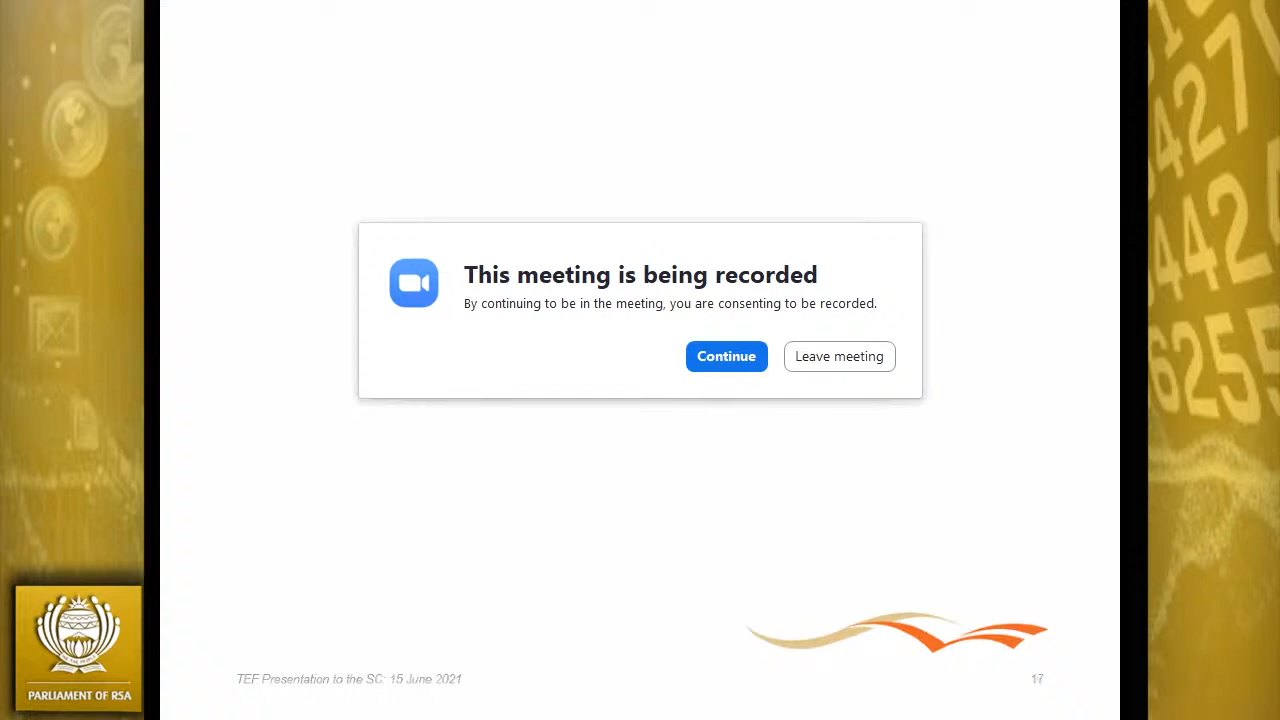 This meeting is being recorded
By continuing to be in the meeting, you are consenting to be recorded.
Continue
Leave meeting
TEF Presentation to the SC: 15 June 2021
17
PARLIAMENT OF RSA